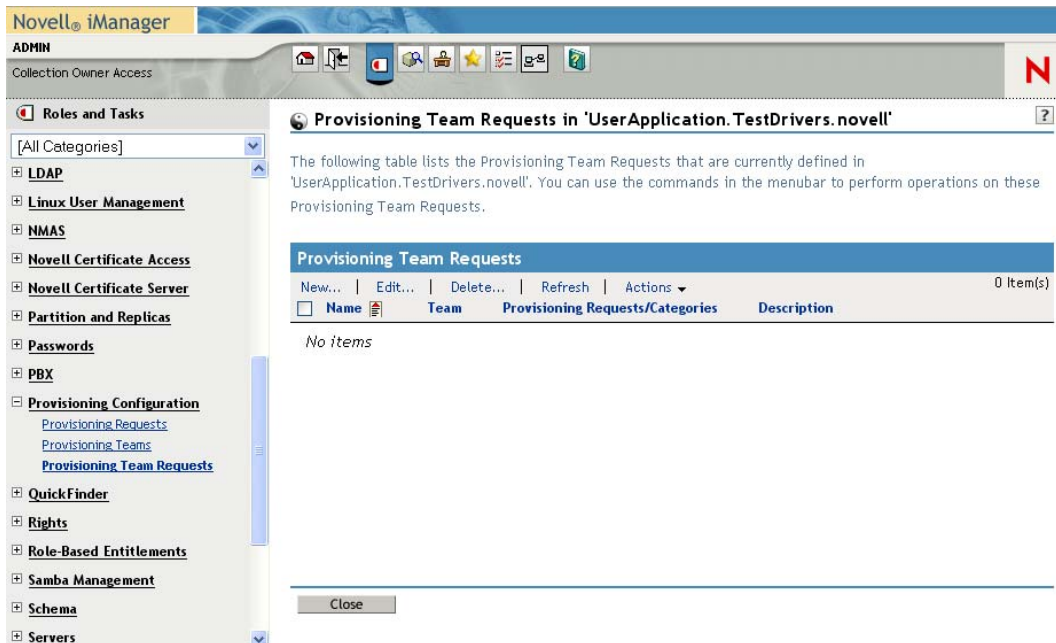 Novell® iManager
ADMIN
Collection Owner Access
N
Roles and Tasks
[All Categories]
LDAP
Linux User Management
NMAS
Novell Certificate Access
Novell Certificate Server
Partition and Replicas
Passwords
PBX
Provisioning Configuration
Provisioning Requests
Provisioning Teams
Provisioning Team Requests
QuickFinder
Rights
Role-Based Entitlements
Samba Management
Schema
Servers
Provisioning Team Requests in 'UserApplication.TestDrivers.novell'
?
The following table lists the Provisioning Team Requests that are currently defined in
'UserApplication.TestDrivers.novell'. You can use the commands in the menubar to perform operations on these
Provisioning Team Requests.
Provisioning Team Requests
New... | Edit... | Delete... | Refresh | Actions
0 Item(s)
Name Team Provisioning Requests/Categories Description
No items
Close